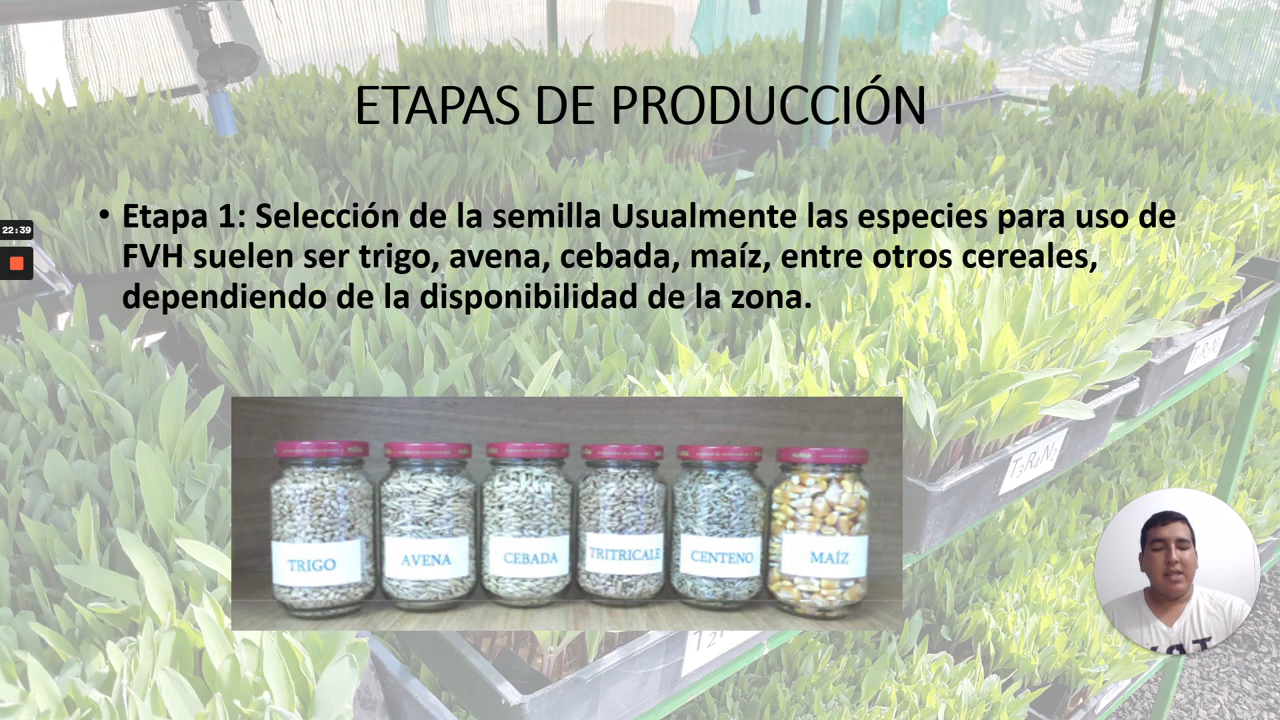 ETAPAS DE PRODUCCIÓN
• Etapa 1: Selección de la semilla Usualmente las especies para uso de
FVH suelen ser trigo, avena, cebada, maíz, entre otros cereales,
dependiendo de la disponibilidad de la zona.
22:39
TRIGO
AVENA
CEBADA
TRITRICALE
CENTENO
MAÍZ